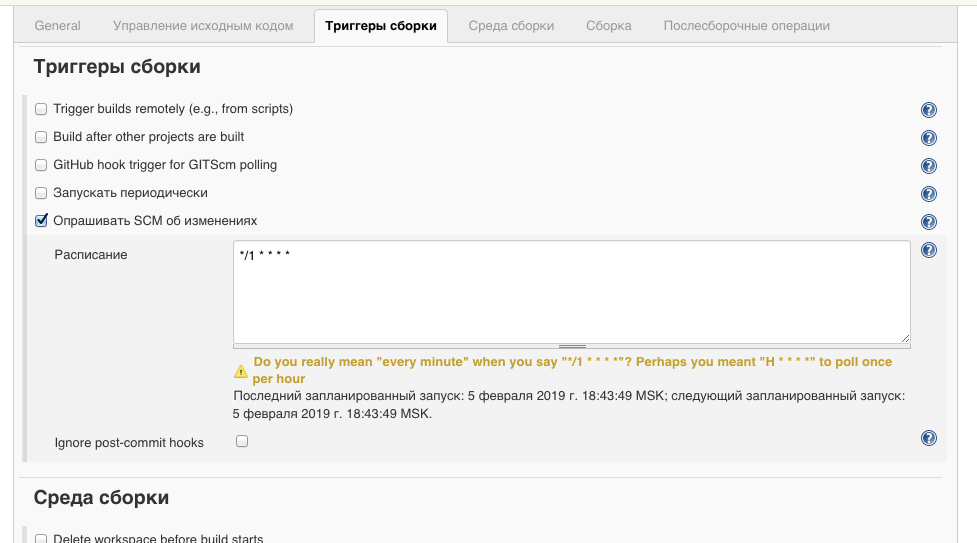 General Управление исходным кодом Триггеры сборки Среда сборки Сборка Послесборочные операции
Триггеры сборки
Trigger builds remotely (e.g., from scripts)
Build after other projects are built
GitHub hook trigger for GITScm polling
Запускать периодически
Опрашивать SCM об изменениях
Расписание
*/1 * * * *
Do you really mean "every minute" when you say "*/1 * * * *"? Perhaps you meant "H * * * *" to poll once
per hour
Последний запланированный запуск: 5 февраля 2019 г. 18:43:49 MSK; следующий запланированный запуск:
5 февраля 2019 г. 18:43:49 MSK.
Ignore post-commit hooks
Среда сборки
Delete workspace before build starts